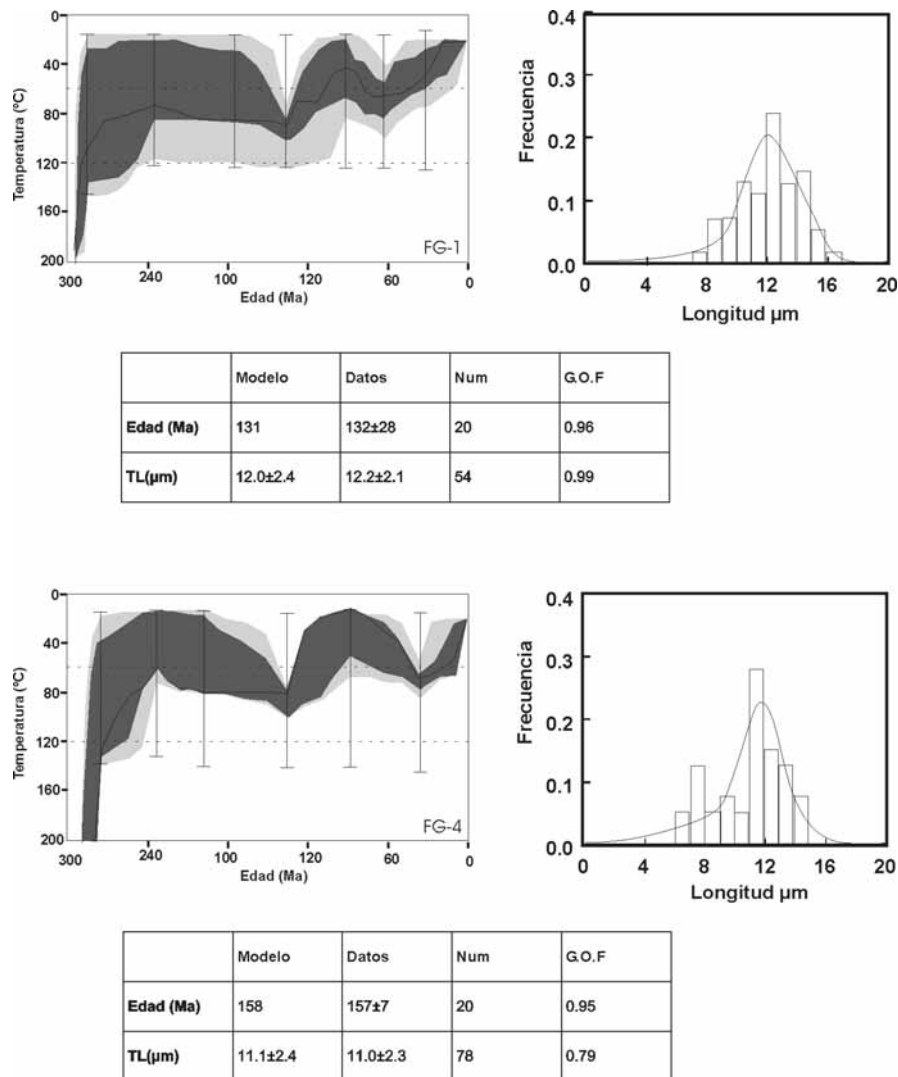 0
40
80
120
160
200
Temperatura (ºC)
300
240
100
120
60
0
Edad (Ma)
FG-1
0.4
0.3
0.2
0.1
0.0
Frecuencia
0
4
8
12
16
20
Longitud µm
Modelo Datos Num G.O.F
Edad (Ma) 131 132±28 20 0.96
TL(µm) 12.0±2.4 12.2±2.1 54 0.99
0
40
80
120
160
200
Temperatura (ºC)
300
240
100
120
60
0
Edad (Ma)
FG-4
0.4
0.3
0.2
0.1
0.0
Frecuencia
0
4
8
12
16
20
Longitud µm
Modelo Datos Num G.O.F
Edad (Ma) 158 157±7 20 0.95
TL(µm) 11.1±2.4 11.0±2.3 78 0.79